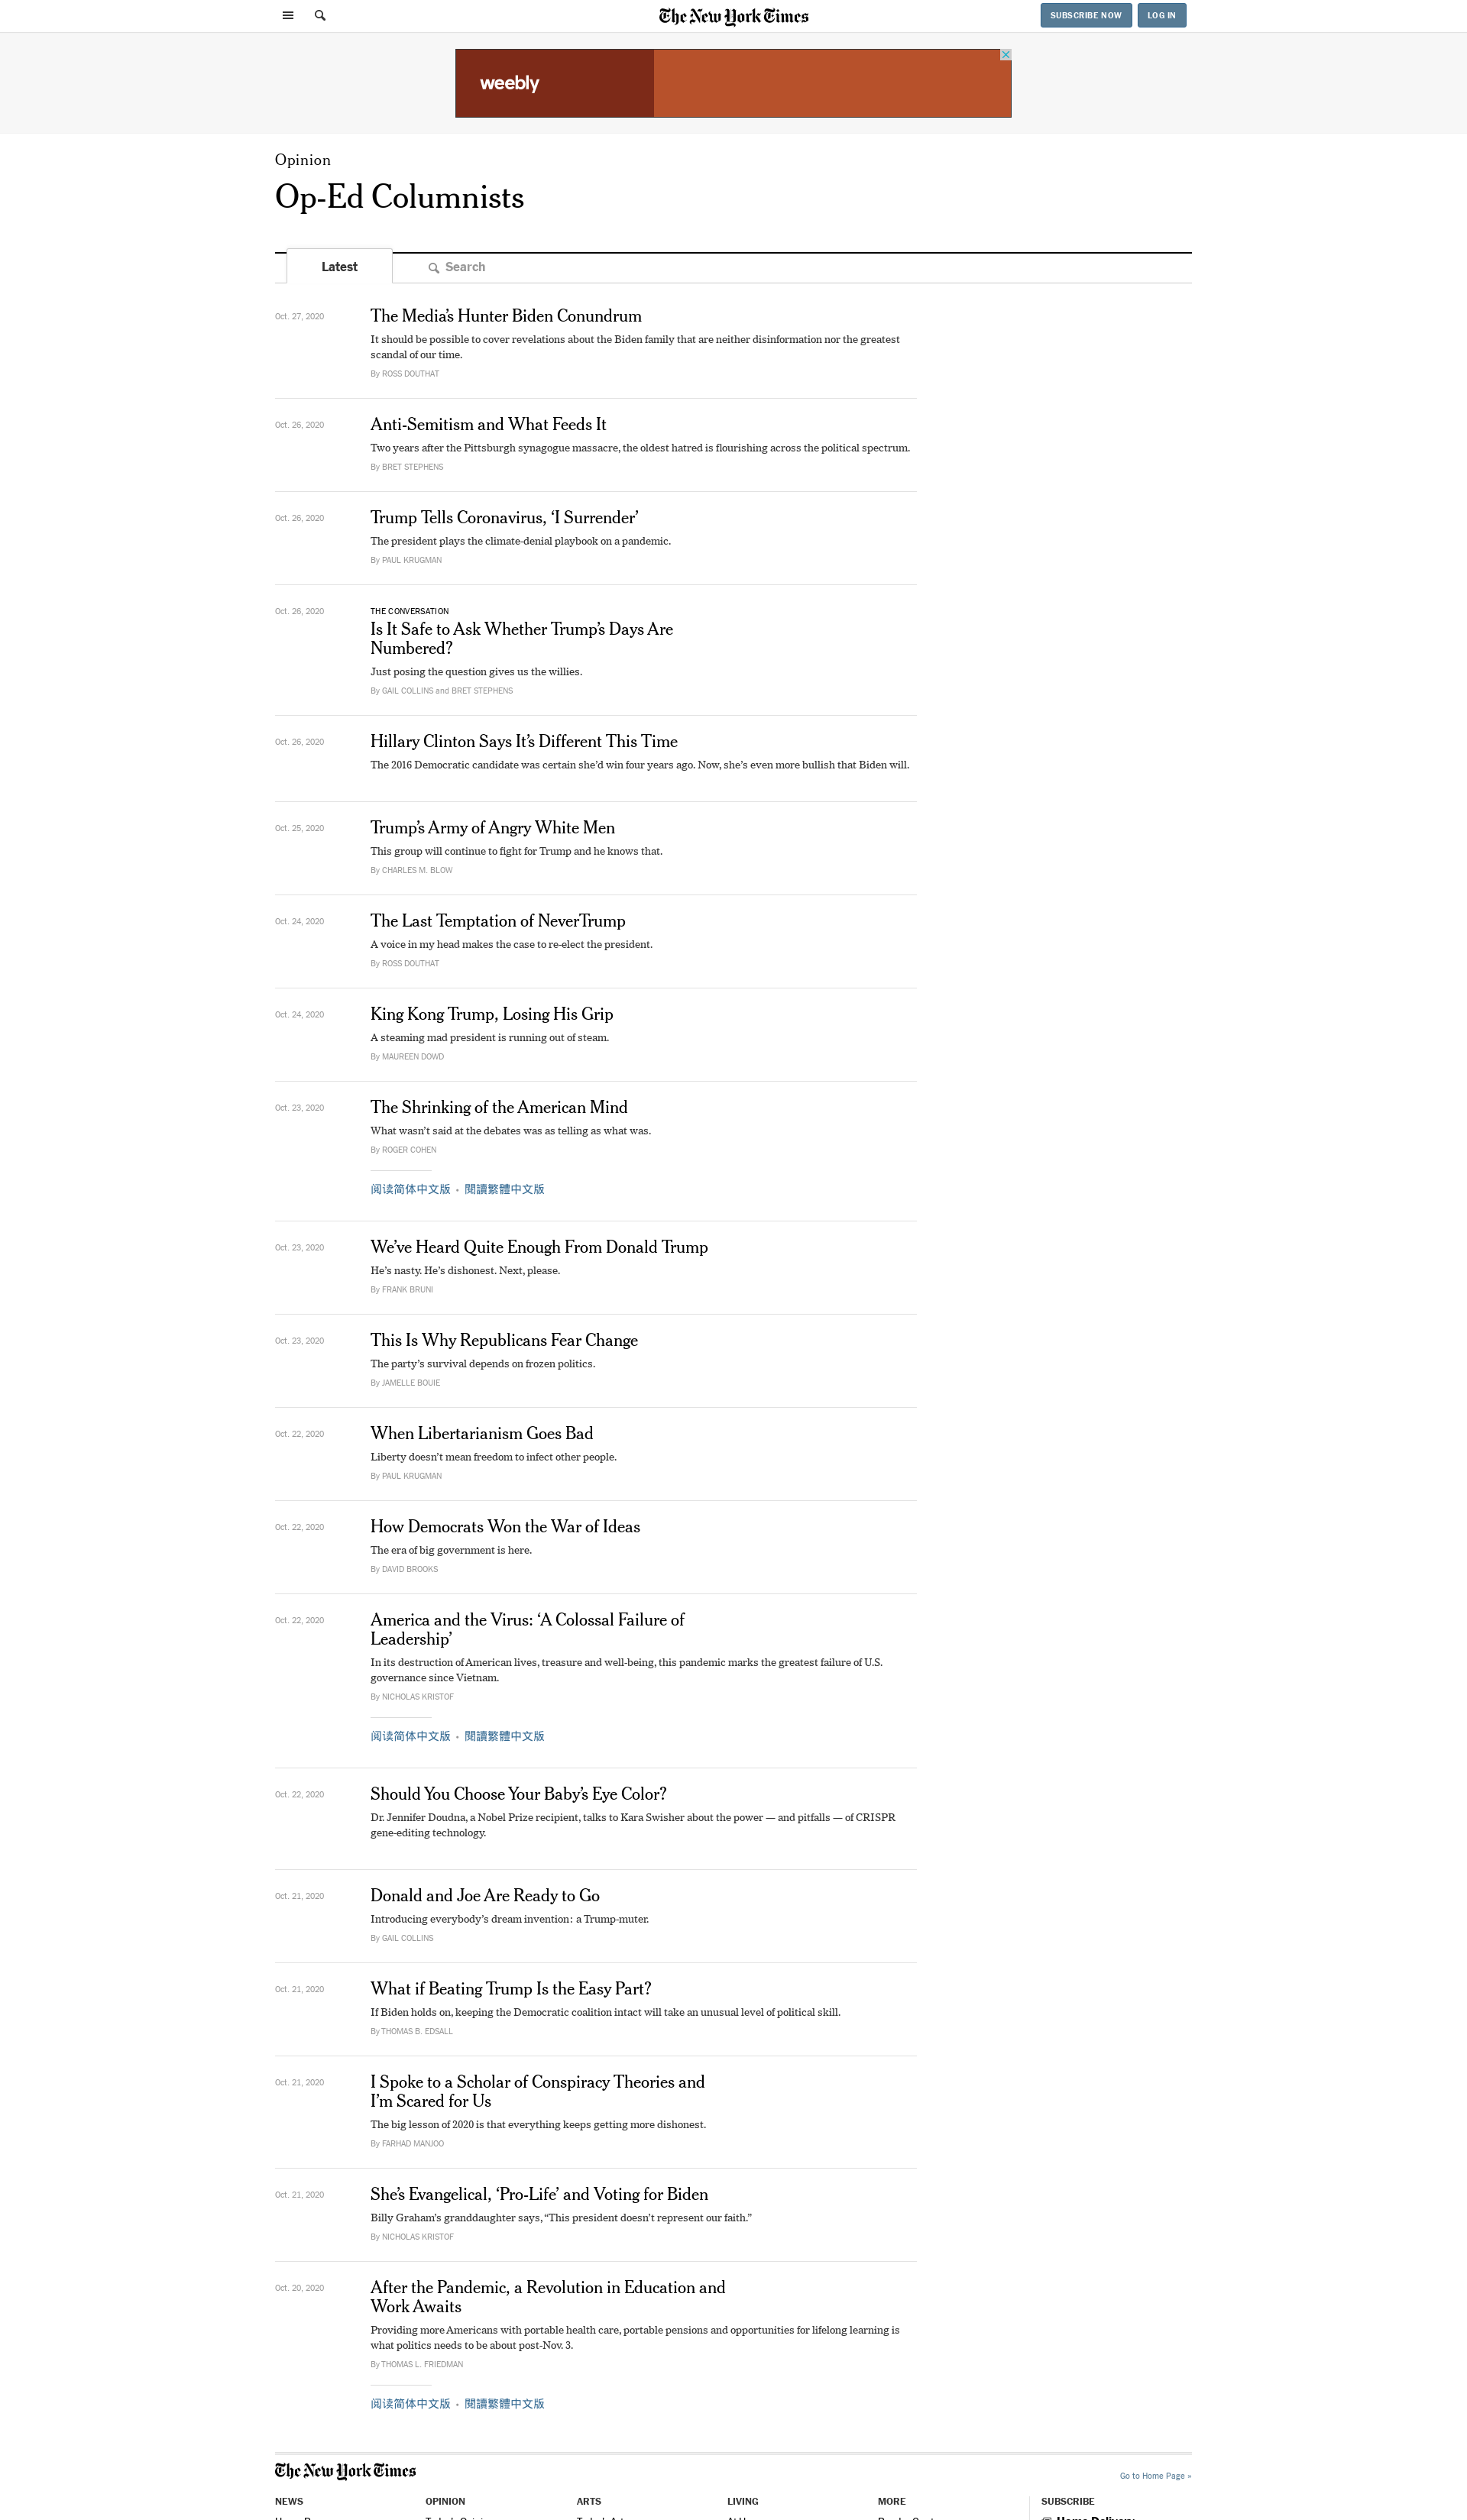 The New York Times
SUBSCRIBE NOW
LOG IN
weebly
Opinion
Op-Ed Columnists
Latest
Search
Oct. 27, 2020
The Media’s Hunter Biden Conundrum
It should be possible to cover revelations about the Biden family that are neither disinformation nor the greatest
scandal of our time.
By ROSS DOUTHAT
Oct. 26, 2020
Anti-Semitism and What Feeds It
Two years after the Pittsburgh synagogue massacre, the oldest hatred is flourishing across the political spectrum.
By BRET STEPHENS
Oct. 26, 2020
Trump Tells Coronavirus, ‘I Surrender’
The president plays the climate-denial playbook on a pandemic.
By PAUL KRUGMAN
Oct. 26, 2020
THE CONVERSATION
Is It Safe to Ask Whether Trump’s Days Are
Numbered?
Just posing the question gives us the willies.
By GAIL COLLINS and BRET STEPHENS
Oct. 26, 2020
Hillary Clinton Says It’s Different This Time
The 2016 Democratic candidate was certain she’d win four years ago. Now, she’s even more bullish that Biden will.
Oct. 25, 2020
Trump’s Army of Angry White Men
This group will continue to fight for Trump and he knows that.
By CHARLES M. BLOW
Oct. 24, 2020
The Last Temptation of NeverTrump
A voice in my head makes the case to re-elect the president.
By ROSS DOUTHAT
Oct. 24, 2020
King Kong Trump, Losing His Grip
A steaming mad president is running out of steam.
By MAUREEN DOWD
Oct. 23, 2020
The Shrinking of the American Mind
What wasn’t said at the debates was as telling as what was.
By ROGER COHEN
阅读简体中文版 • 閱讀繁體中文版
Oct. 23, 2020
We’ve Heard Quite Enough From Donald Trump
He’s nasty. He’s dishonest. Next, please.
By FRANK BRUNI
Oct. 23, 2020
This Is Why Republicans Fear Change
The party’s survival depends on frozen politics.
By JAMELLE BOUIE
Oct. 22, 2020
When Libertarianism Goes Bad
Liberty doesn’t mean freedom to infect other people.
By PAUL KRUGMAN
Oct. 22, 2020
How Democrats Won the War of Ideas
The era of big government is here.
By DAVID BROOKS
Oct. 22, 2020
America and the Virus: ‘A Colossal Failure of
Leadership’
In its destruction of American lives, treasure and well-being, this pandemic marks the greatest failure of U.S.
governance since Vietnam.
By NICHOLAS KRISTOF
阅读简体中文版 • 閱讀繁體中文版
Oct. 22, 2020
Should You Choose Your Baby’s Eye Color?
Dr. Jennifer Doudna, a Nobel Prize recipient, talks to Kara Swisher about the power — and pitfalls — of CRISPR
gene-editing technology.
Oct. 21, 2020
Donald and Joe Are Ready to Go
Introducing everybody’s dream invention: a Trump-muter.
By GAIL COLLINS
Oct. 21, 2020
What if Beating Trump Is the Easy Part?
If Biden holds on, keeping the Democratic coalition intact will take an unusual level of political skill.
By THOMAS B. EDSALL
Oct. 21, 2020
I Spoke to a Scholar of Conspiracy Theories and
I’m Scared for Us
The big lesson of 2020 is that everything keeps getting more dishonest.
By FARHAD MANJOO
Oct. 21, 2020
She’s Evangelical, ‘Pro-Life’ and Voting for Biden
Billy Graham’s granddaughter says, “This president doesn’t represent our faith.”
By NICHOLAS KRISTOF
Oct. 20, 2020
After the Pandemic, a Revolution in Education and
Work Awaits
Providing more Americans with portable health care, portable pensions and opportunities for lifelong learning is
what politics needs to be about post-Nov. 3.
By THOMAS L. FRIEDMAN
阅读简体中文版 • 閱讀繁體中文版
The New York Times
Go to Home Page »
NEWS
OPINION
ARTS
LIVING
MORE
SUBSCRIBE